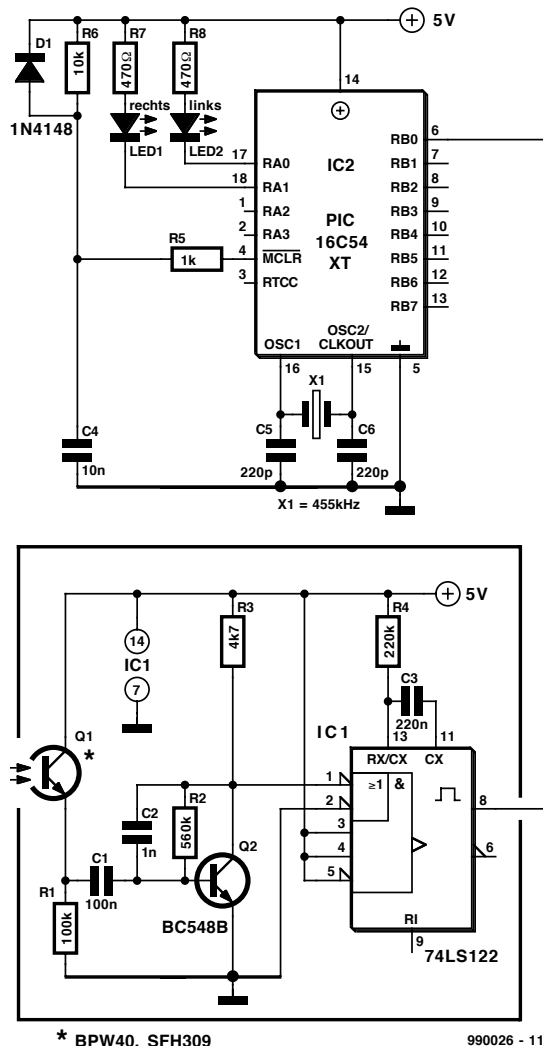 5V
D1
R6
R7
R8
10k
470Ω
470Ω
14
1N4148
rechts
links
LED1
LED2
17
RA0
18
RA1
1
RA2
2
RA3
R5
1k
4
MCLR
3
RTCC
IC2
PIC
16C54
XT
RB0
6
RB1
7
RB2
8
RB3
9
RB4
10
RB5
11
RB6
12
RB7
13
OSC1
OSC2/
CLKOUT
16
15
5
X1
C4
10n
C5
C6
220p
220p
X1 = 455kHz
5V
R3
4k7
R4
220k
14
IC1
7
C3
220n
Q1
*
IC1
13
11
RX/CX
CX
1
≥1
&
2
3
4
5
8
6
R2
560k
C2
1n
Q2
C1
100n
R1
100k
BC548B
RI
9
74LS122
* BPW40, SFH309
990026 - 11